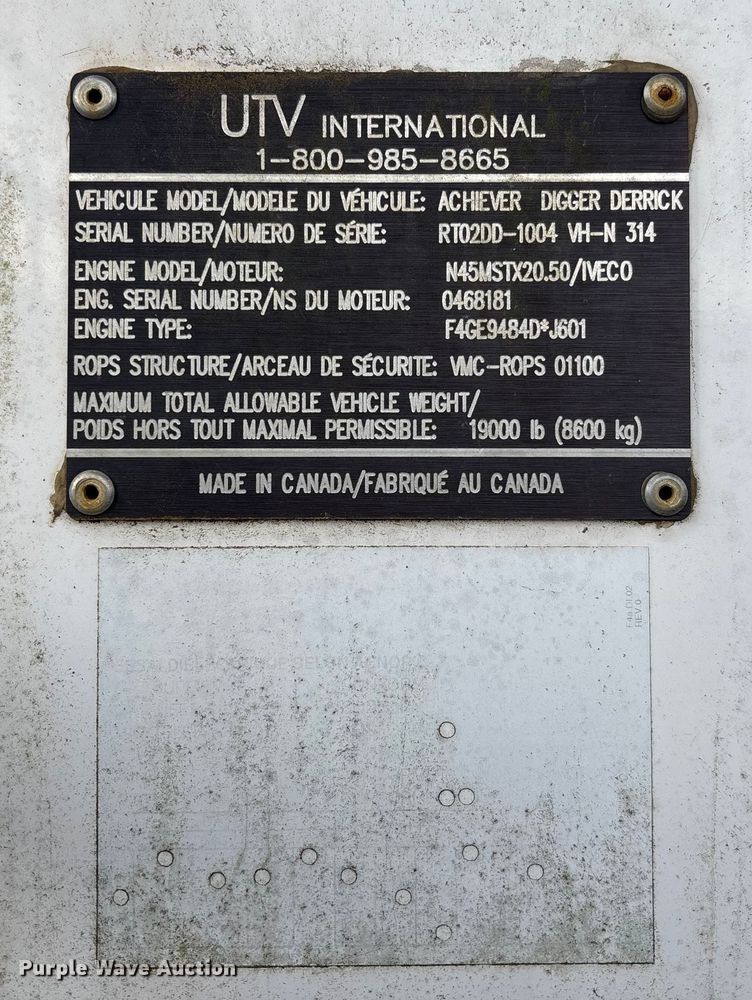 UTV INTERNATIONAL
1-800-985-8665
VEHICULE MODEL/MODELE DU VÉHICULE: ACHIEVER DIGGER DERRICK
SERIAL NUMBER/NUMERO DE SÉRIE: RT02DD-1004 VH-N 314
ENGINE MODEL/MOTEUR: N45MSTX20.50/IVECO
ENG. SERIAL NUMBER/NS DU MOTEUR: 0468181
ENGINE TYPE: F4GE9484D*J601
ROPS STRUCTURE/ARCEAU DE SÉCURITE: VMC-ROPS 01100
MAXIMUM TOTAL ALLOWABLE VEHICLE WEIGHT/
POIDS HORS TOUT MAXIMAL PERMISSIBLE: 19000 lb (8600 kg)
MADE IN CANADA/FABRIQUÉ AU CANADA
REV 0
Purple Wave Auction